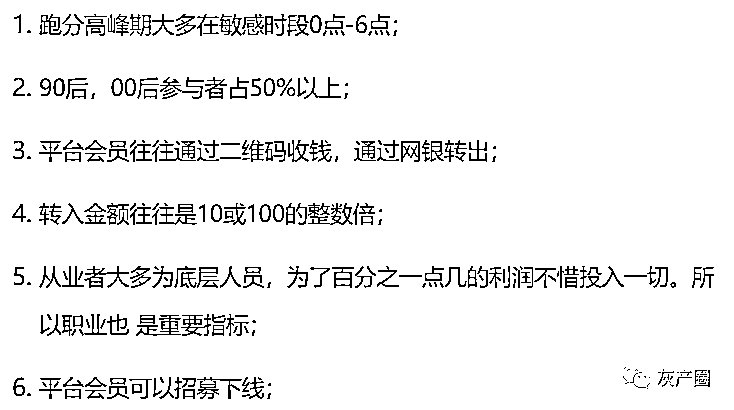 1. 跑分高峰期大多在敏感时段0点-6点；
2. 90后，00后参与者占50%以上；
3. 平台会员往往通过二维码收钱，通过网银转出；
4. 转入金额往往是10或100的整数倍；
5. 从业者大多为底层人员，为了百分之一点几的利润不惜投入一切。所
以职业也 是重要指标；
6. 平台会员可以招募下线；
灰产圈